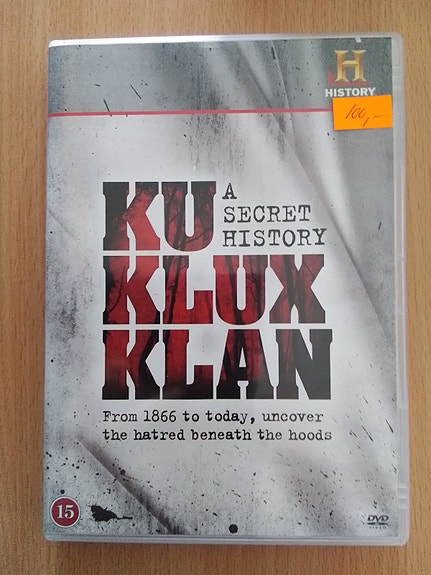 H
HISTORY
100,-
KU
A
SECRET
HISTORY
KLUX
KLAN
From 1866 to today, uncover
the hatred beneath the hoods
15
DVD
VIDEO